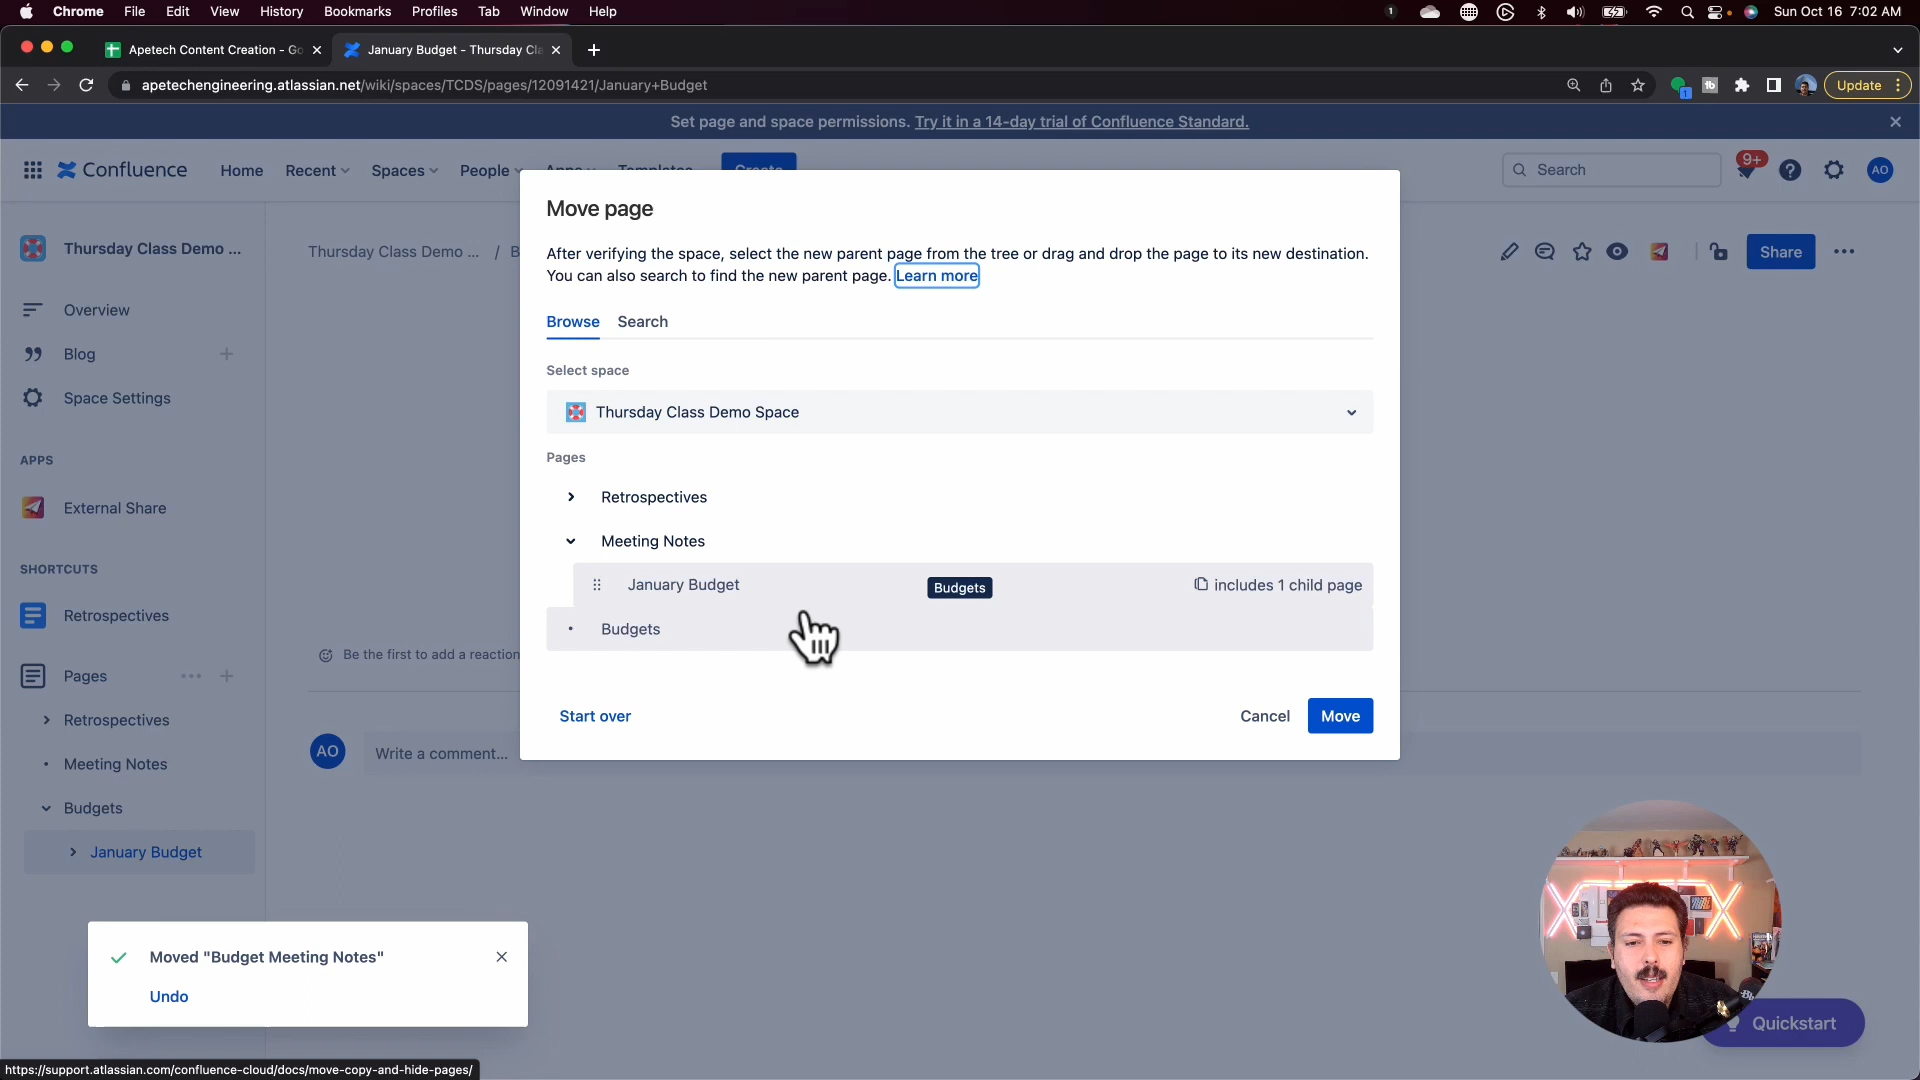 Chrome File Edit View History Bookmarks Profiles Tab Window Help
1
Sun Oct 16 7:02 AM
Apetech Content Creation - Go
January Budget - Thursday Cla
apetechengineering.atlassian.net/wiki/spaces/TCDS/pages/12091421/January+Budget
1
tb
Update
Set page and space permissions. Try it in a 14-day trial of Confluence Standard.
Confluence Home Recent Spaces People Apps Templates Create
Search
9+
AO
Thursday Class Demo ...
Thursday Class Demo ... / B
Share
Overview
Blog
Space Settings
APPS
External Share
SHORTCUTS
Retrospectives
Pages
Retrospectives
Meeting Notes
Budgets
January Budget
Move page
After verifying the space, select the new parent page from the tree or drag and drop the page to its new destination.
You can also search to find the new parent page. Learn more
Browse Search
Select space
Thursday Class Demo Space
Pages
Retrospectives
Meeting Notes
January Budget
Budgets
includes 1 child page
Budgets
Start over
Cancel
Move
Be the first to add a reaction
AO
Write a comment...
Moved "Budget Meeting Notes"
Undo
Quickstart
https://support.atlassian.com/confluence-cloud/docs/move-copy-and-hide-pages/